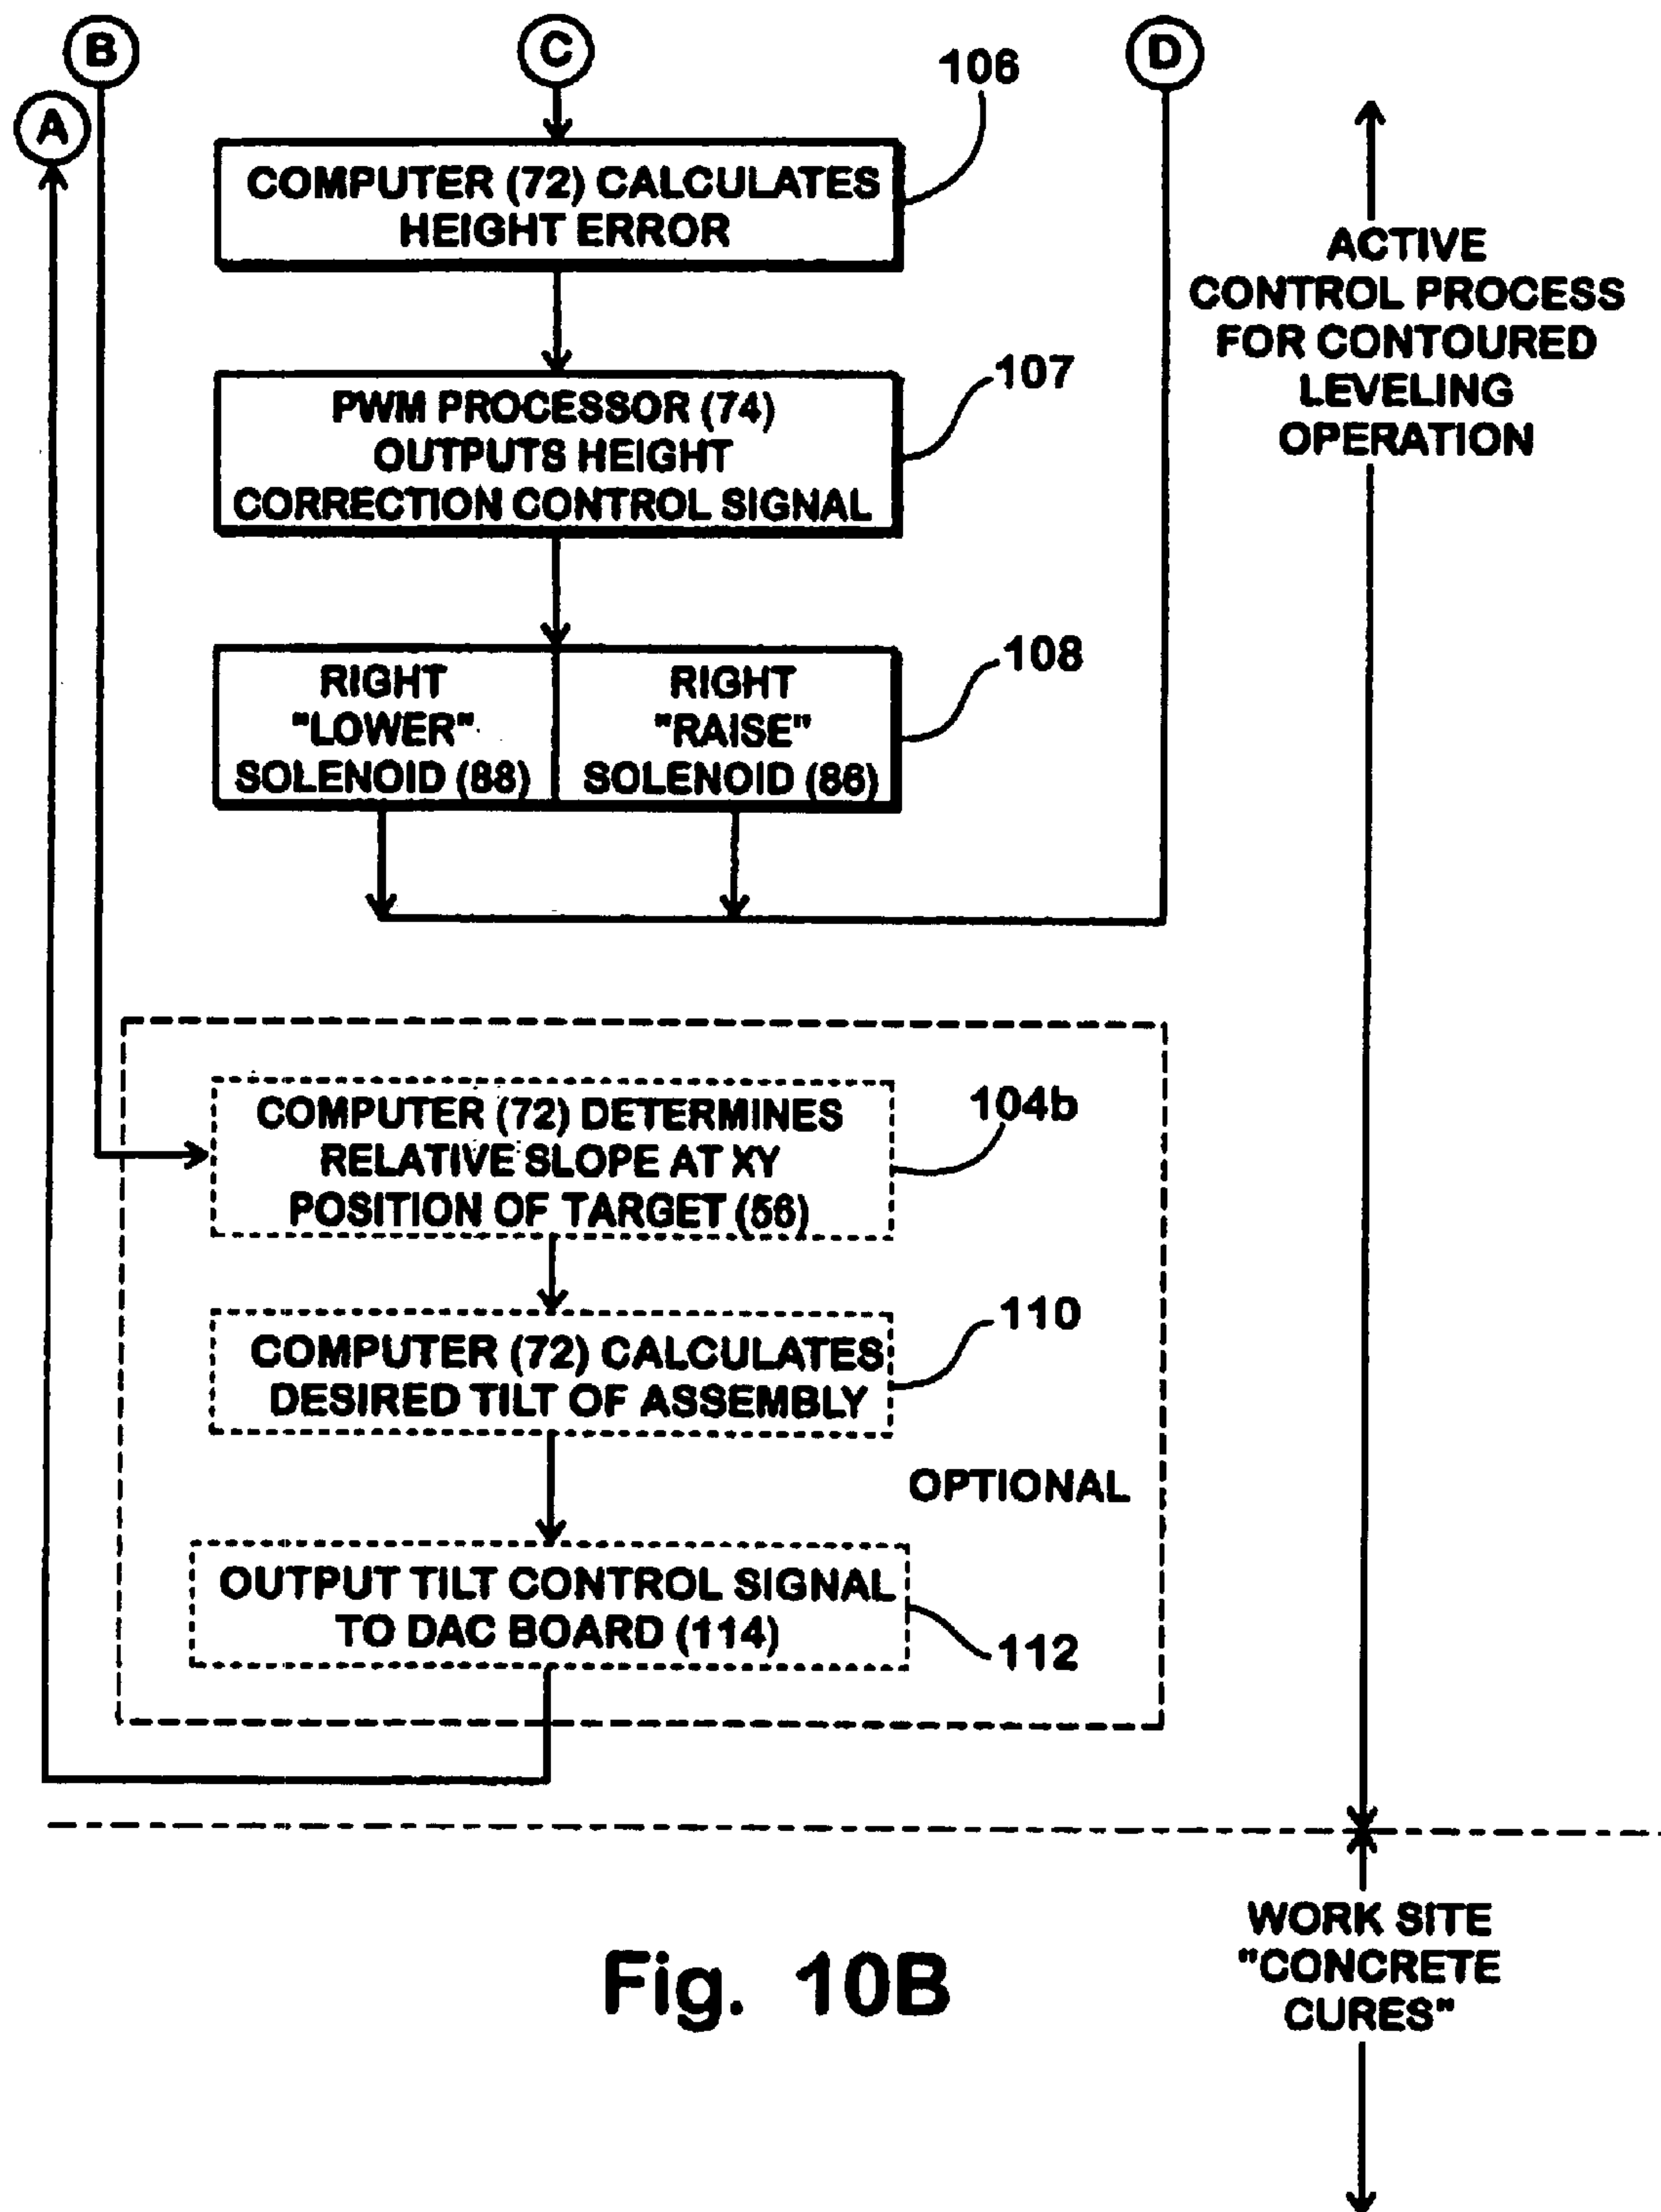 B
C
D
A
106
COMPUTER (72) CALCULATES
HEIGHT ERROR
ACTIVE
CONTROL PROCESS
FOR CONTOURED
LEVELING
OPERATION
107
PWM PROCESSOR (74)
OUTPUTS HEIGHT
CORRECTION CONTROL SIGNAL
108
RIGHT
"LOWER"
SOLENOID (88)
RIGHT
"RAISE"
SOLENOID (86)
104b
COMPUTER (72) DETERMINES
RELATIVE SLOPE AT XY
POSITION OF TARGET (56)
110
COMPUTER (72) CALCULATES
DESIRED TILT OF ASSEMBLY
OPTIONAL
OUTPUT TILT CONTROL SIGNAL
TO DAC BOARD (114)
112
WORK SITE
"CONCRETE
CURES"
Fig. 10B